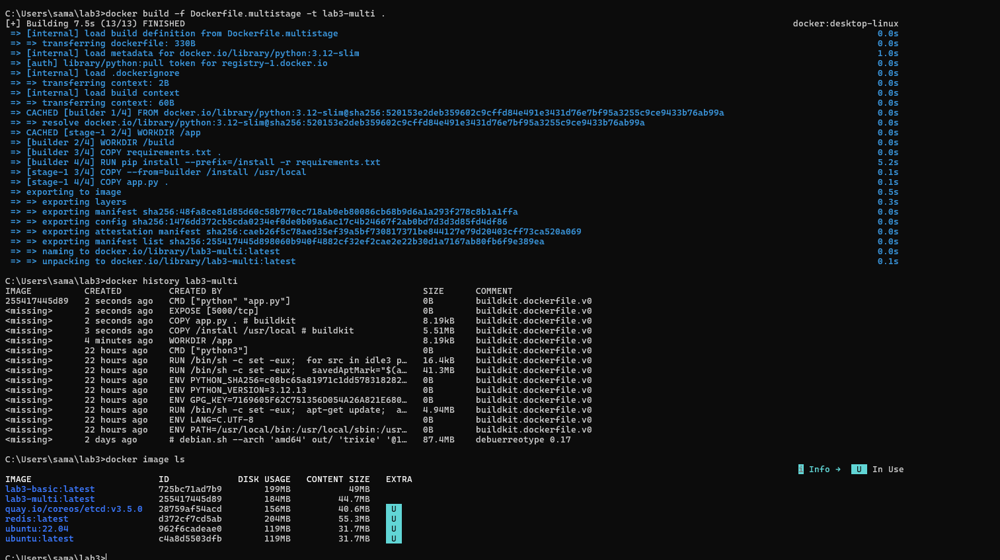 C:\Users\sama\lab3>docker build -f Dockerfile.multistage -t lab3-multi .
[+] Building 7.5s (13/13) FINISHED docker:desktop-linux
=> [internal] load build definition from Dockerfile.multistage 0.0s
=> => transferring dockerfile: 330B 0.0s
=> [internal] load metadata for docker.io/library/python:3.12-slim 1.0s
=> [auth] library/python:pull token for registry-1.docker.io 0.0s
=> [internal] load .dockerignore 0.0s
=> => transferring context: 2B 0.0s
=> [internal] load build context 0.0s
=> => transferring context: 60B 0.0s
=> CACHED [builder 1/4] FROM docker.io/library/python:3.12-slim@sha256:520153e2deb359602c9cffd84e491e3431d76e7bf95a3255c9ce9433b76ab99a 0.0s
=> => resolve docker.io/library/python:3.12-slim@sha256:520153e2deb359602c9cffd84e491e3431d76e7bf95a3255c9ce9433b76ab99a 0.0s
=> CACHED [stage-1 2/4] WORKDIR /app 0.0s
=> [builder 2/4] WORKDIR /build 0.0s
=> [builder 3/4] COPY requirements.txt . 0.0s
=> [builder 4/4] RUN pip install --prefix=/install -r requirements.txt 5.2s
=> [stage-1 3/4] COPY --from=builder /install /usr/local 0.1s
=> [stage-1 4/4] COPY app.py . 0.1s
=> exporting to image 0.5s
=> => exporting layers 0.3s
=> => exporting manifest sha256:48fa8ce81d85d60c58b770cc718ab0eb80086cb68b9d6a1a293f278c8b1a1ffa 0.0s
=> => exporting config sha256:1476dd372cb5cda0234ef0de0b09a6ac17c4b24667f2ab0bd7d3d3d85fd4df86 0.0s
=> => exporting attestation manifest sha256:caeb26f5c78aed35ef39a5bf730817371be844127e79d20403cff73ca520a069 0.0s
=> => exporting manifest list sha256:255417445d898060b940f4882cf32ef2cae2e22b30d1a7167ab80fb6f9e389ea 0.0s
=> => naming to docker.io/library/lab3-multi:latest 0.0s
=> => unpacking to docker.io/library/lab3-multi:latest 0.1s
C:\Users\sama\lab3>docker history lab3-multi
IMAGE CREATED CREATED BY SIZE COMMENT
255417445d89 2 seconds ago CMD ["python" "app.py"] 0B buildkit.dockerfile.v0
<missing> 2 seconds ago EXPOSE [5000/tcp] 0B buildkit.dockerfile.v0
<missing> 2 seconds ago COPY app.py . # buildkit 8.19kB buildkit.dockerfile.v0
<missing> 3 seconds ago COPY /install /usr/local # buildkit 5.51MB buildkit.dockerfile.v0
<missing> 4 minutes ago WORKDIR /app 8.19kB buildkit.dockerfile.v0
<missing> 22 hours ago CMD ["python3"] 0B buildkit.dockerfile.v0
<missing> 22 hours ago RUN /bin/sh -c set -eux; for src in idle3 p… 16.4kB buildkit.dockerfile.v0
<missing> 22 hours ago RUN /bin/sh -c set -eux; savedAptMark="$(a… 41.3MB buildkit.dockerfile.v0
<missing> 22 hours ago ENV PYTHON_SHA256=c08bc65a81971c1dd578318282… 0B buildkit.dockerfile.v0
<missing> 22 hours ago ENV PYTHON_VERSION=3.12.13 0B buildkit.dockerfile.v0
<missing> 22 hours ago ENV GPG_KEY=7169605F62C751356D054A26A821E680… 0B buildkit.dockerfile.v0
<missing> 22 hours ago RUN /bin/sh -c set -eux; apt-get update; a… 4.94MB buildkit.dockerfile.v0
<missing> 22 hours ago ENV LANG=C.UTF-8 0B buildkit.dockerfile.v0
<missing> 22 hours ago ENV PATH=/usr/local/bin:/usr/local/sbin:/usr… 0B buildkit.dockerfile.v0
<missing> 2 days ago # debian.sh --arch 'amd64' out/ 'trixie' '@1… 87.4MB debuerreotype 0.17
C:\Users\sama\lab3>docker image ls
i Info → U In Use
IMAGE ID DISK USAGE CONTENT SIZE EXTRA
lab3-basic:latest 725bc71ad7b9 199MB 49MB
lab3-multi:latest 255417445d89 184MB 44.7MB
quay.io/coreos/etcd:v3.5.0 28759af54acd 156MB 40.6MB U
redis:latest d372cf7cd5ab 204MB 55.3MB U
ubuntu:22.04 962f6cadeae0 119MB 31.7MB U
ubuntu:latest c4a8d5503dfb 119MB 31.7MB U
C:\Users\sama\lab3>